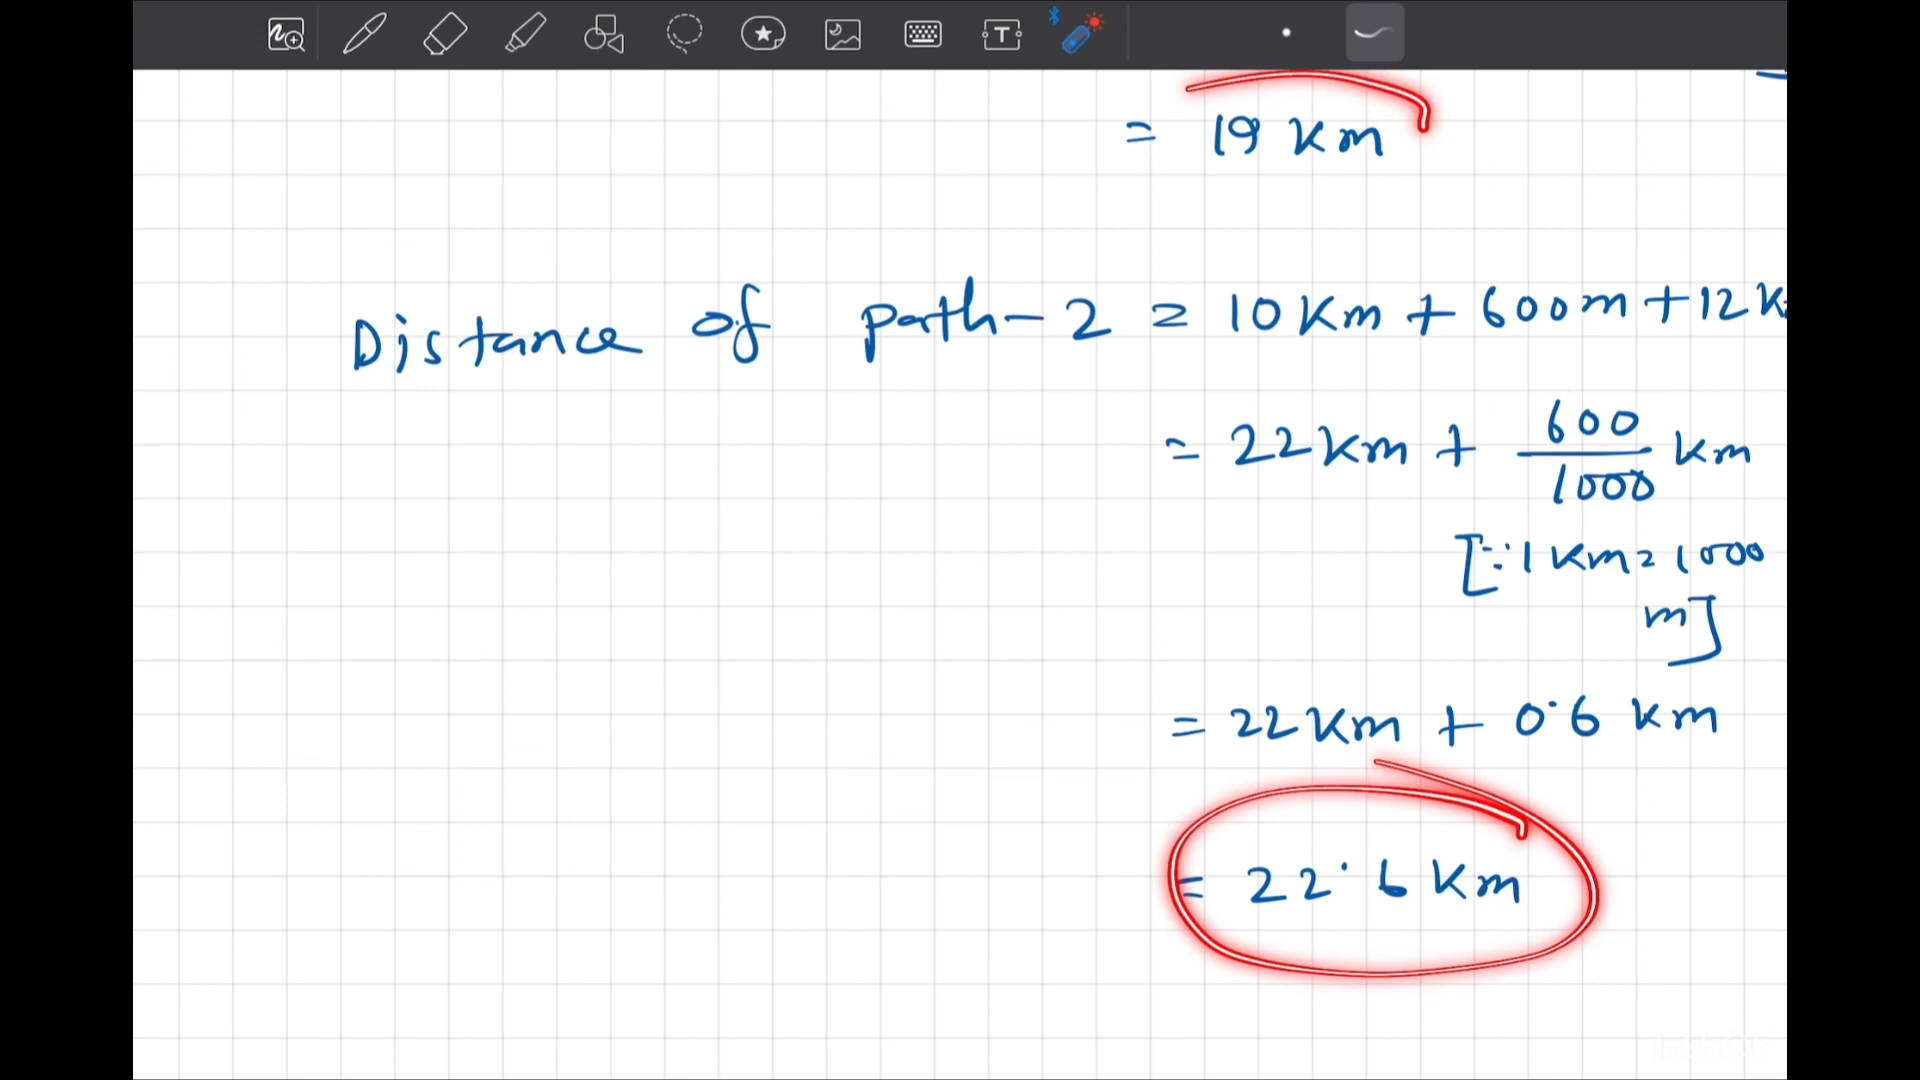 = 19 Km
Distance of path-2 = 10 Km + 600m + 12 K
= 22 Km + 600/1000 Km
[∵ 1 Km = 1000
m]
= 22 Km + 0.6 Km
= 22.6 Km